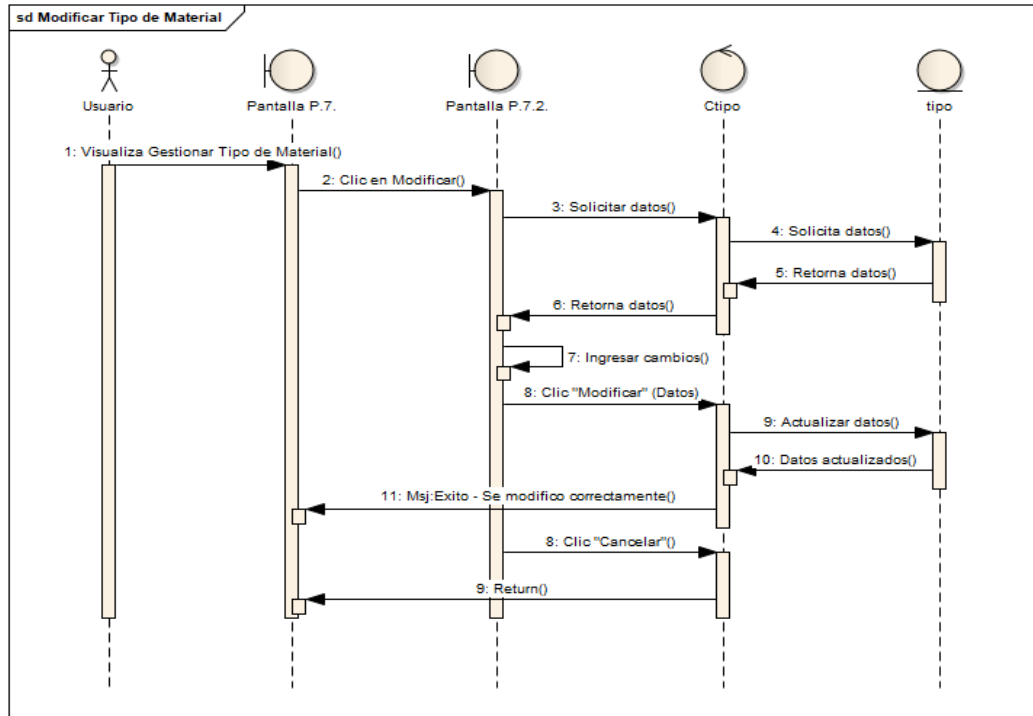 sd Modificar Tipo de Material
Usuario
Pantalla P.7.
Pantalla P.7.2.
Ctipo
tipo
1: Visualiza Gestionar Tipo de Material()
2: Clic en Modificar()
3: Solicitar datos()
4: Solicita datos()
5: Retorna datos()
6: Retorna datos()
7: Ingresar cambios()
8: Clic "Modificar" (Datos)
9: Actualizar datos()
10: Datos actualizados()
11: Msj:Exito - Se modifico correctamente()
8: Clic "Cancelar"()
9: Return()